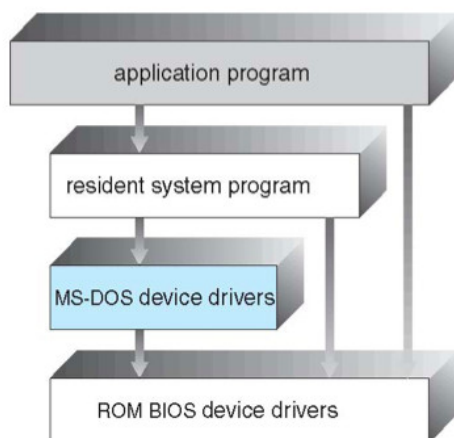 application program
resident system program
MS-DOS device drivers
ROM BIOS device drivers